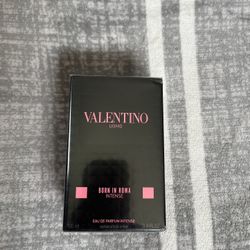 VALENTINO
UOMO
BORN IN ROMA
INTENSE
EAU DE PARFUM INTENSE